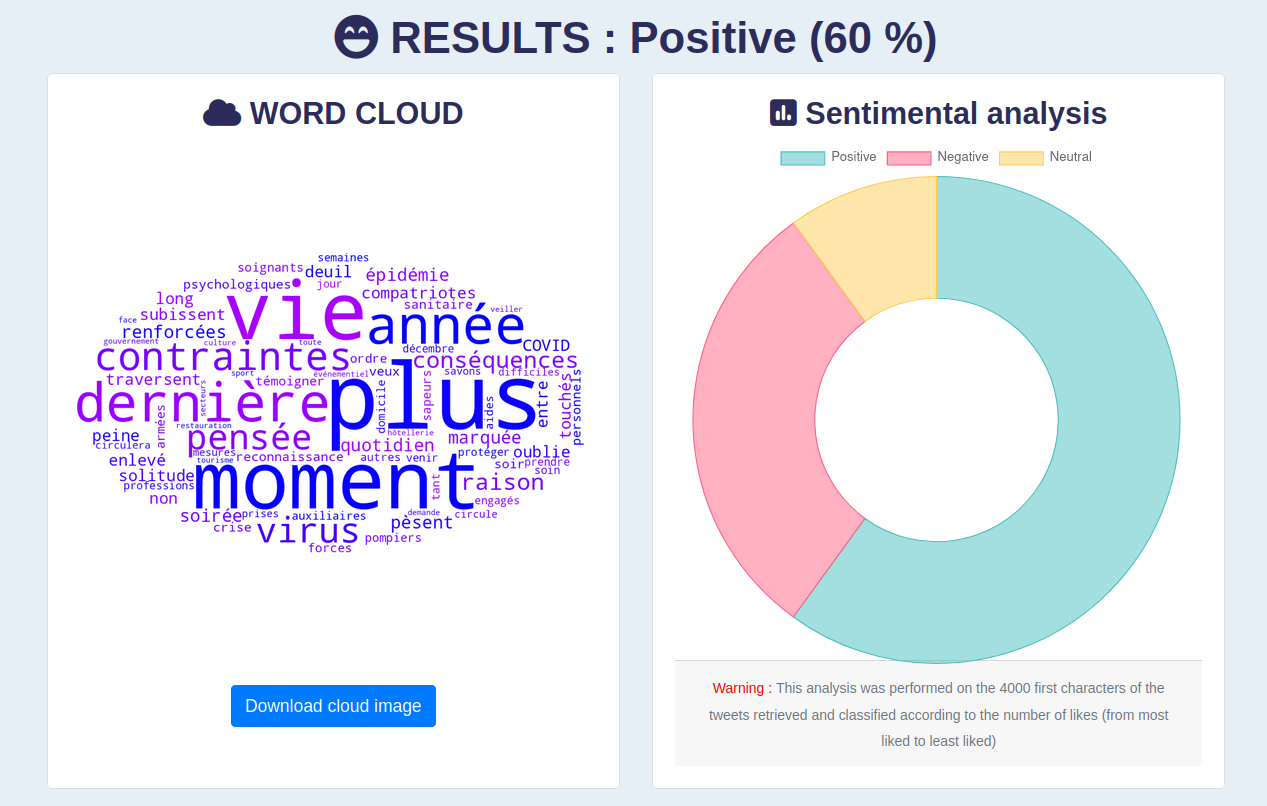 RESULTS : Positive (60 %)
WORD CLOUD
semaines
soignants
deuil
épidémie
psychologiques
jour
vie
compatriotes
long
sanitaire
subissent
année
veiller
face
renforcées
gouvernement
culture
toute
COVID
contraintes
ordre
décembre
conséquences
sport
événementiel
veux
savons
difficiles
traversent
témoigner
dernière
secteurs
plus
domicile
sapeurs
aides
entre
touchés
personnels
armées
restauration
peine
circulera
pensée
hôtellerie
quotidien
marquée
mesures
reconnaissance
autres
venir
protéger
oublie
enlevé
tourisme
soir
prendre
soin
solitude
moment
tant
raison
professions
non
engagés
soirée
prises
auxiliaires
demande
circule
crise
virus
pèsent
pompiers
forces
Download cloud image
Sentimental analysis
Positive Negative Neutral
Warning : This analysis was performed on the 4000 first characters of the
tweets retrieved and classified according to the number of likes (from most
liked to least liked)